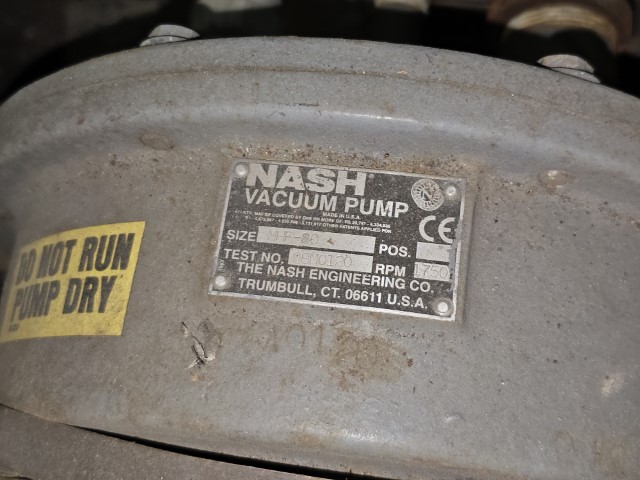 NASH®
VACUUM PUMP
MADE IN U.S.A.
CE
SIZE
POS.
TEST NO.
RPM 1750
THE NASH ENGINEERING CO.
TRUMBULL, CT. 06611 U.S.A.
DO NOT RUN
PUMP DRY